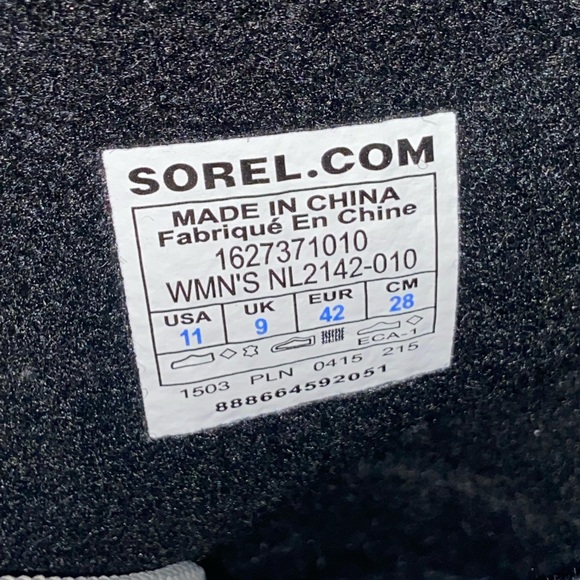 SOREL.COM
MADE IN CHINA
Fabriqué En Chine
1627371010
WMN'S NL2142-010
USA UK EUR CM
11 9 42 28
ECA-1
1503 PLN 0415 215
888664592051